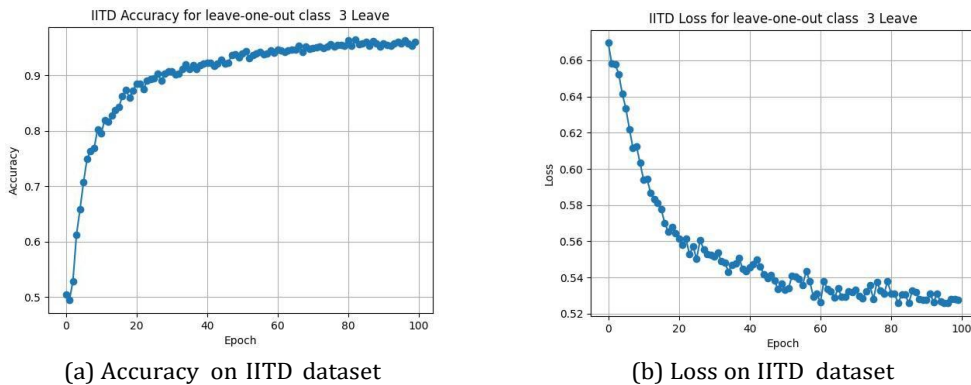 IITD Accuracy for leave-one-out class 3 Leave
0.9
0.8
0.7
0.6
0.5
Accuracy
0 20 40 60 80 100
Epoch
(a) Accuracy on IITD dataset
IITD Loss for leave-one-out class 3 Leave
0.66
0.64
0.62
0.60
0.58
0.56
0.54
0.52
Loss
0 20 40 60 80 100
Epoch
(b) Loss on IITD dataset